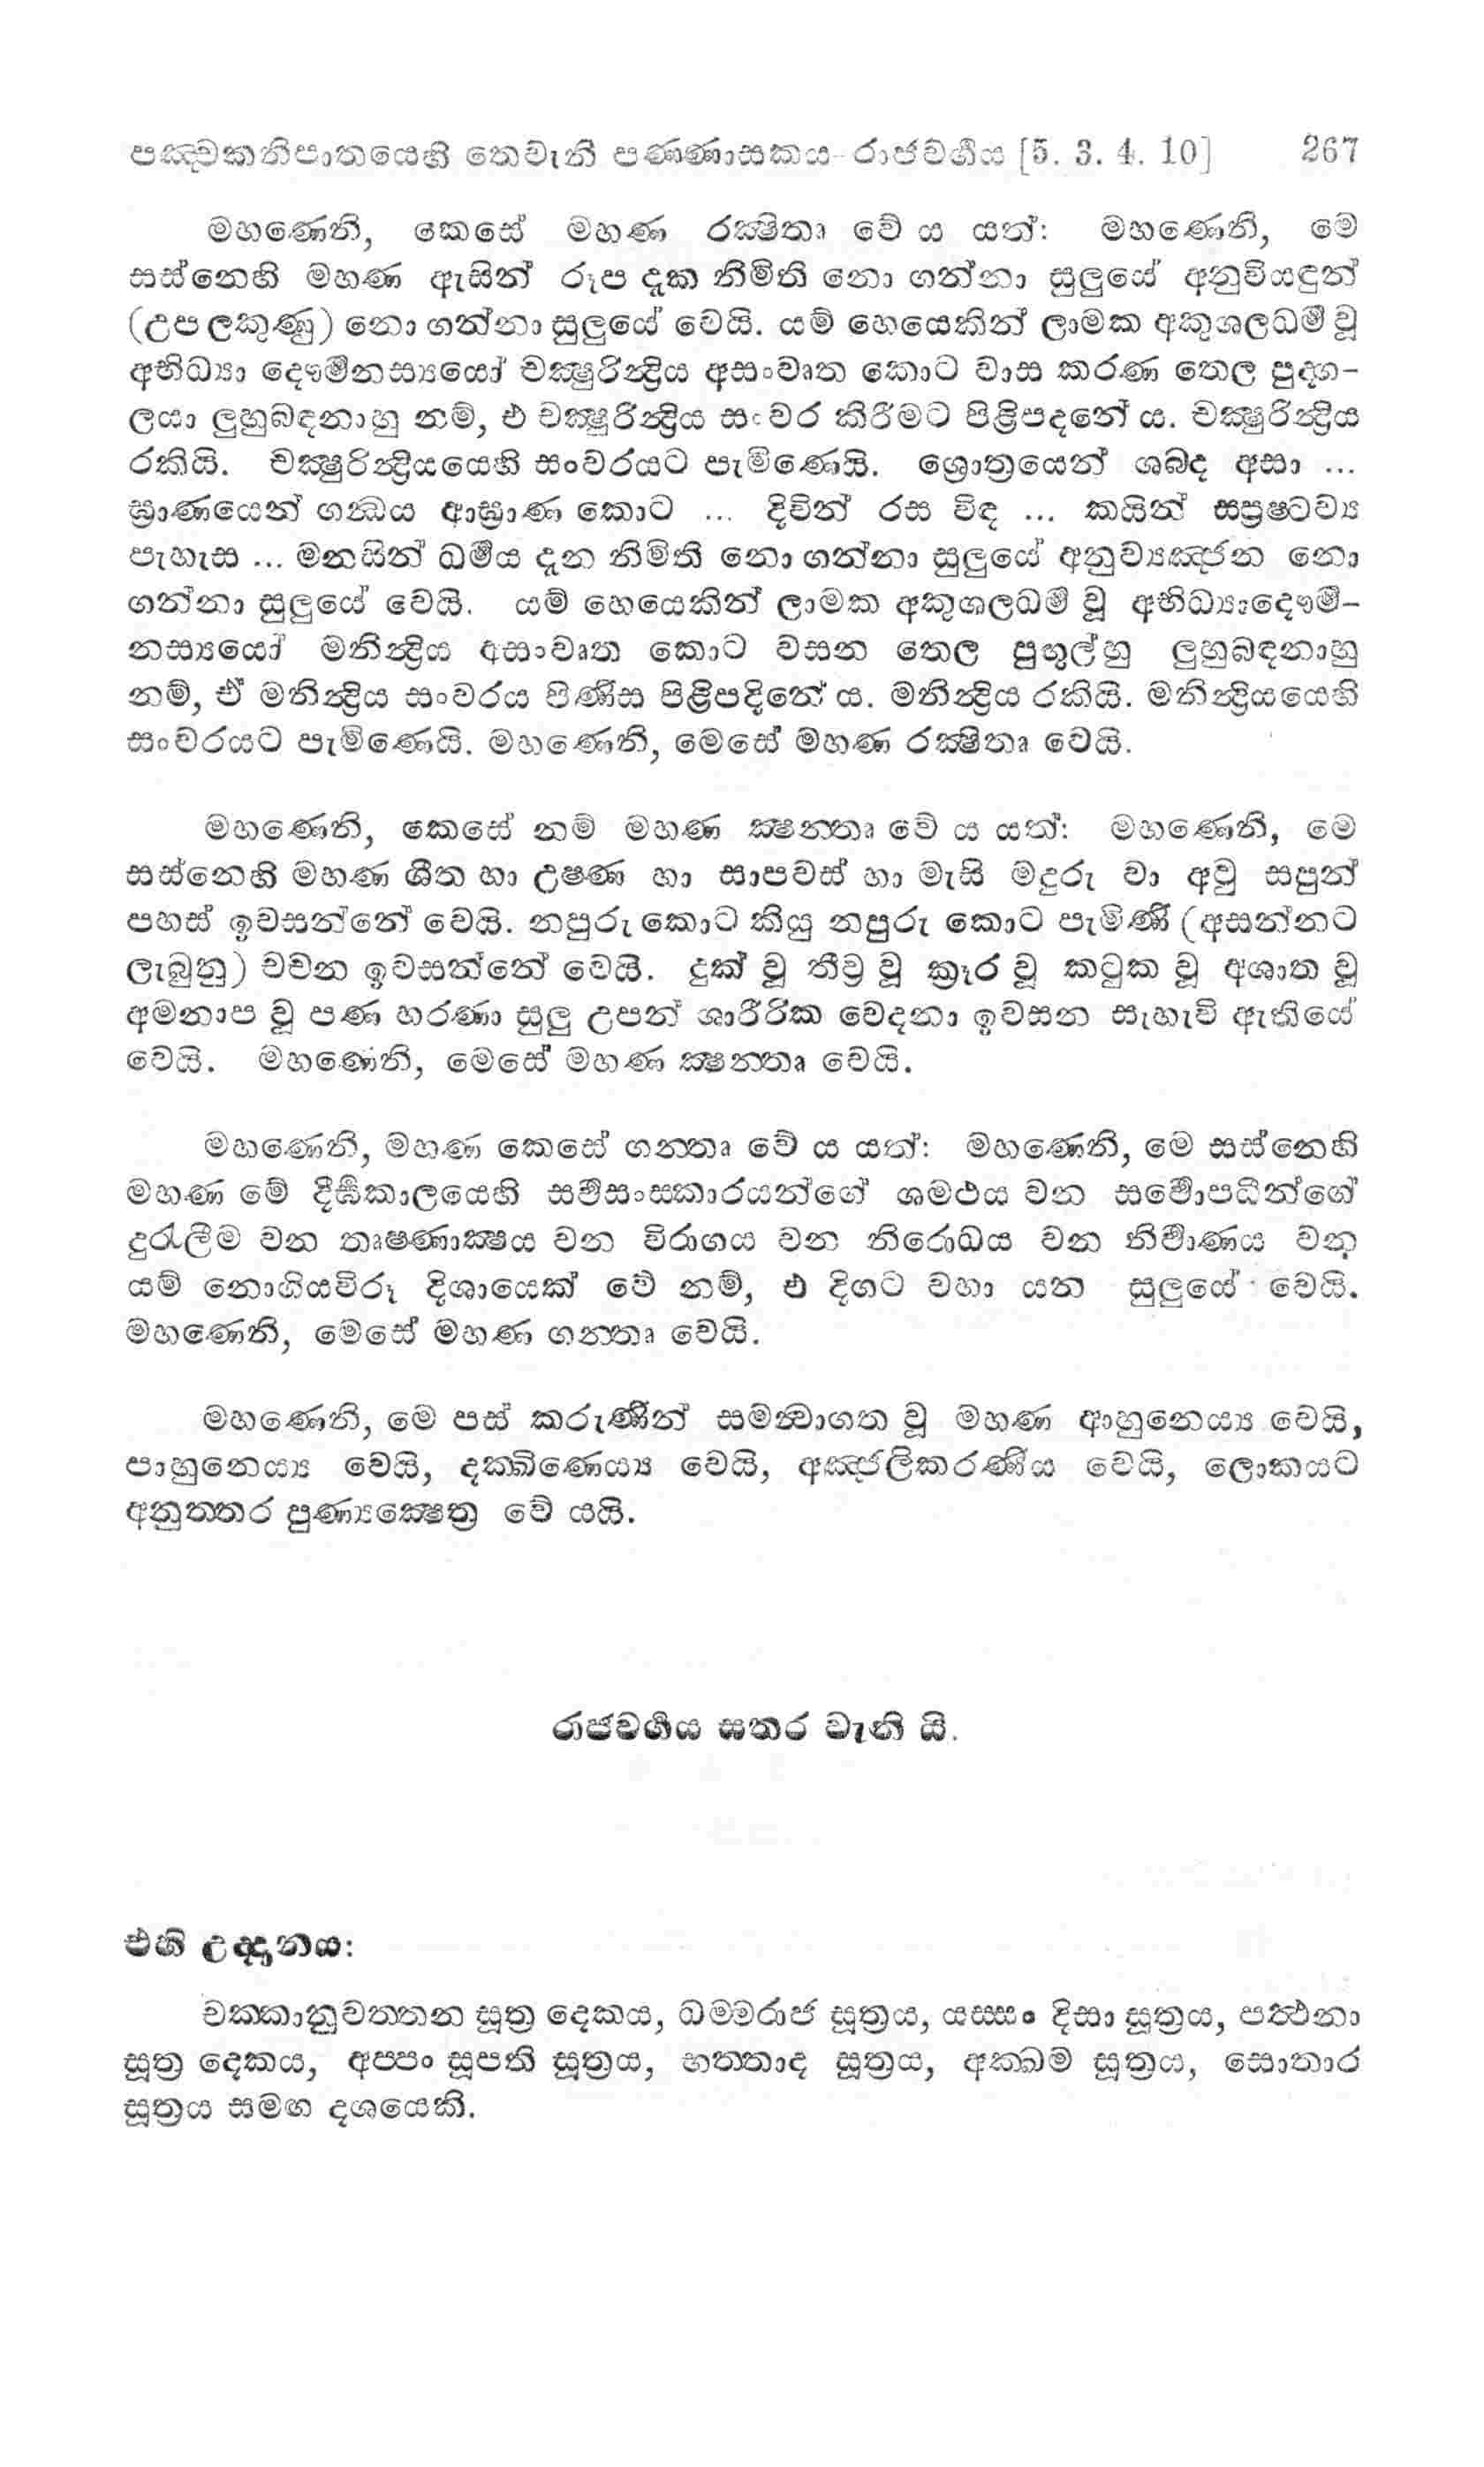 පඤ්චකනිපාතයෙහි තෙවැනි පණ්ණාසකය- රාජවර්‍ගය [5. 3. 4. 10] 267
මහණෙනි, කෙසේ මහණ රක්‍ෂිතෘ වේ ය යත්: මහණෙනි, මෙ
සස්නෙහි මහණ ඇසින් රූප දැක නිමිති නො ගන්නා සුලුයේ අනුවියඳුන්
(උප ලකුණු) නො ගන්නා සුලුයේ වෙයි. යම් හෙයෙකින් ලාමක අකුශලධර්‍ම වූ
අභිධ්‍යා දෞර්‍මනස්‍යයෝ චක්‍ෂුරින්‍ද්‍රිය අසංවෘත කොට වාස කරණ තෙල පුද්ග-
ලයා ලුහුබඳනාහු නම්, එ චක්‍ෂුරින්‍ද්‍රිය සංවර කිරීමට පිළිපදනේ ය. චක්‍ෂුරින්‍ද්‍රිය
රකියි. චක්‍ෂුරින්‍ද්‍රියයෙහි සංවරයට පැමිණෙයි. ශ්‍රොත්‍රයෙන් ශබ්ද අසා ...
ඝ්‍රාණයෙන් ගන්‍ධය ආඝ්‍රාණ කොට ... දිවින් රස විඳ ... කයින් ස්ප්‍රෂ්ටව්‍ය
පැහැස ... මනසින් ධර්‍මය දැන නිමිති නො ගන්නා සුලුයේ අනුව්‍යඤ්ජන නො
ගන්නා සුලුයේ වෙයි. යම් හෙයෙකින් ලාමක අකුශලධර්‍ම වූ අභිධ්‍යාදෞර්‍ම-
නස්‍යයෝ මනින්‍ද්‍රිය අසංවෘත කොට වසන තෙල පුඟුල්හු ලුහුබඳනාහු
නම්, ඒ මනින්‍ද්‍රිය සංවරය පිණිස පිළිපදිනේ ය. මනින්‍ද්‍රිය රකියි. මනින්‍ද්‍රියයෙහි
සංවරයට පැමිණෙයි. මහණෙනි, මෙසේ මහණ රක්‍ෂිතෘ වෙයි.
මහණෙනි, කෙසේ නම් මහණ ක්‍ෂන්තෘ වේ ය යත්: මහණෙනි, මෙ
සස්නෙහි මහණ ශීත හා උෂ්ණ හා සාපවස් හා මැසි මදුරු වා අවු සපුන්
පහස් ඉවසන්නේ වෙයි. නපුරු කොට කියු නපුරු කොට පැමිණි (අසන්නට
ලැබුනු) වචන ඉවසන්නේ වෙයි. දුක් වූ තීව්‍ර වූ ක්‍රෑර වූ කටුක වූ අශාත වූ
අමනාප වූ පණ හරණා සුලු උපන් ශාරීරික වෙදනා ඉවසන සැහැවි ඇතියේ
වෙයි. මහණෙනි, මෙසේ මහණ ක්‍ෂන්තෘ වෙයි.
මහණෙනි, මහණ කෙසේ ගන්තෘ වේ ය යත්: මහණෙනි, මෙ සස්නෙහි
මහණ මේ දීර්‍ඝකාලයෙහි සර්‍වසංස්කාරයන්ගේ ශමථය වන සර්‍වොපධීන්ගේ
දුරැලීම වන තෘෂ්ණාක්‍ෂය වන විරාගය වන නිරොධය වන නිර්‍වාණය වනු
යම් නොගියවිරූ දිශායෙක් වේ නම්, එ දිගට වහා යන සුලුයේ වෙයි.
මහණෙනි, මෙසේ මහණ ගන්තෘ වෙයි.
මහණෙනි, මෙ පස් කරුණින් සමන්‍වාගත වූ මහණ ආහුනෙය්‍ය වෙයි,
පාහුනෙය්‍ය වෙයි, දක්ඛිණෙය්‍ය වෙයි, අඤ්ජලිකරණීය වෙයි, ලොකයට
අනුත්තර පුණ්‍යක්‍ෂෙත්‍ර වේ යයි.
රාජවර්‍ගය සතර වැනි යි.
එහි උද්දානය:
චක්කානුවත්තන සූත්‍ර දෙකය, ධම්මරාජ සූත්‍රය, යස්සං දිසා සූත්‍රය, පත්‍ථනා
සූත්‍ර දෙකය, අප්පං සුපති සූත්‍රය, භත්තාද සූත්‍රය, අක්ඛම සූත්‍රය, සොතාර
සූත්‍රය සමඟ දශයෙකි.